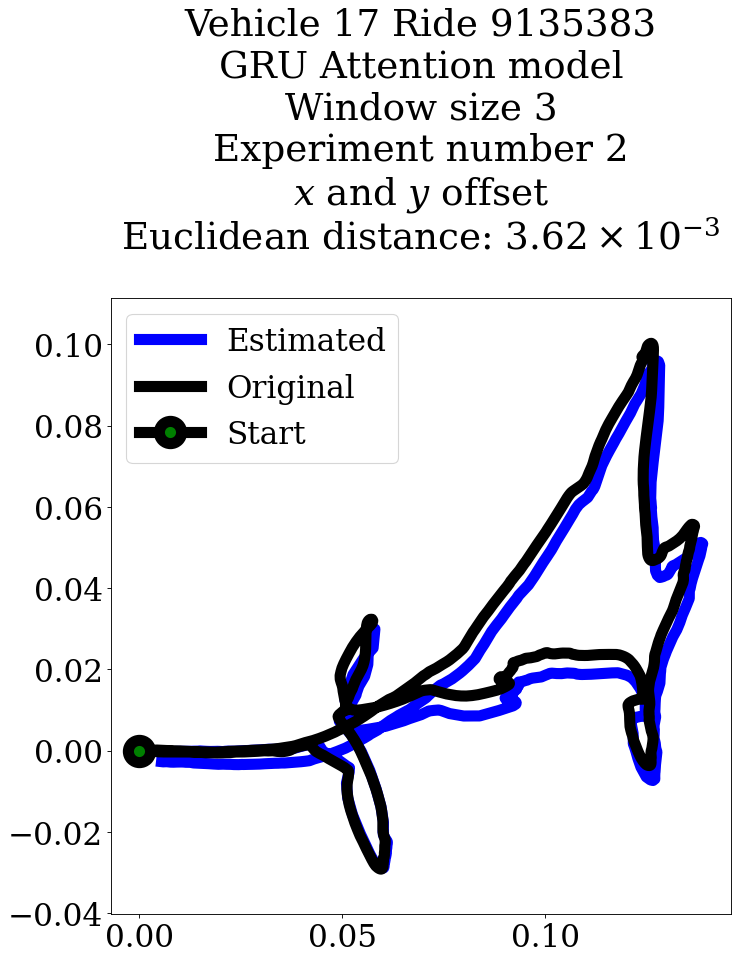 Vehicle 17 Ride 9135383
GRU Attention model
Window size 3
Experiment number 2
x and y offset
Euclidean distance: 3.62 × 10⁻³
Estimated
Original
Start
0.10
0.08
0.06
0.04
0.02
0.00
−0.02
−0.04
0.00 0.05 0.10